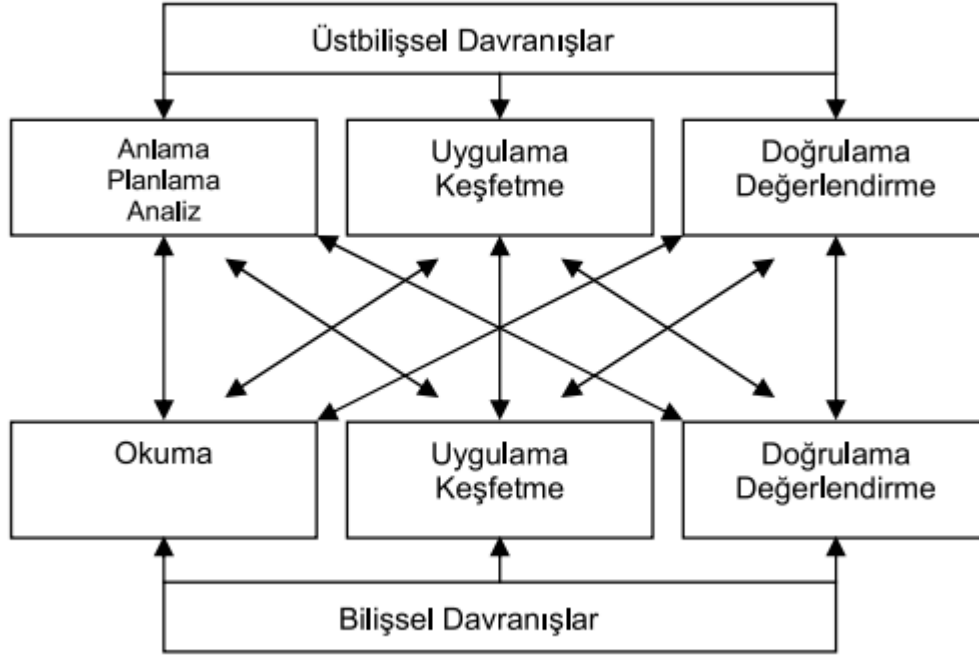 Üstbilişsel Davranışlar
Anlama
Planlama
Analiz
Uygulama
Keşfetme
Doğrulama
Değerlendirme
Okuma
Uygulama
Keşfetme
Doğrulama
Değerlendirme
Bilişsel Davranışlar